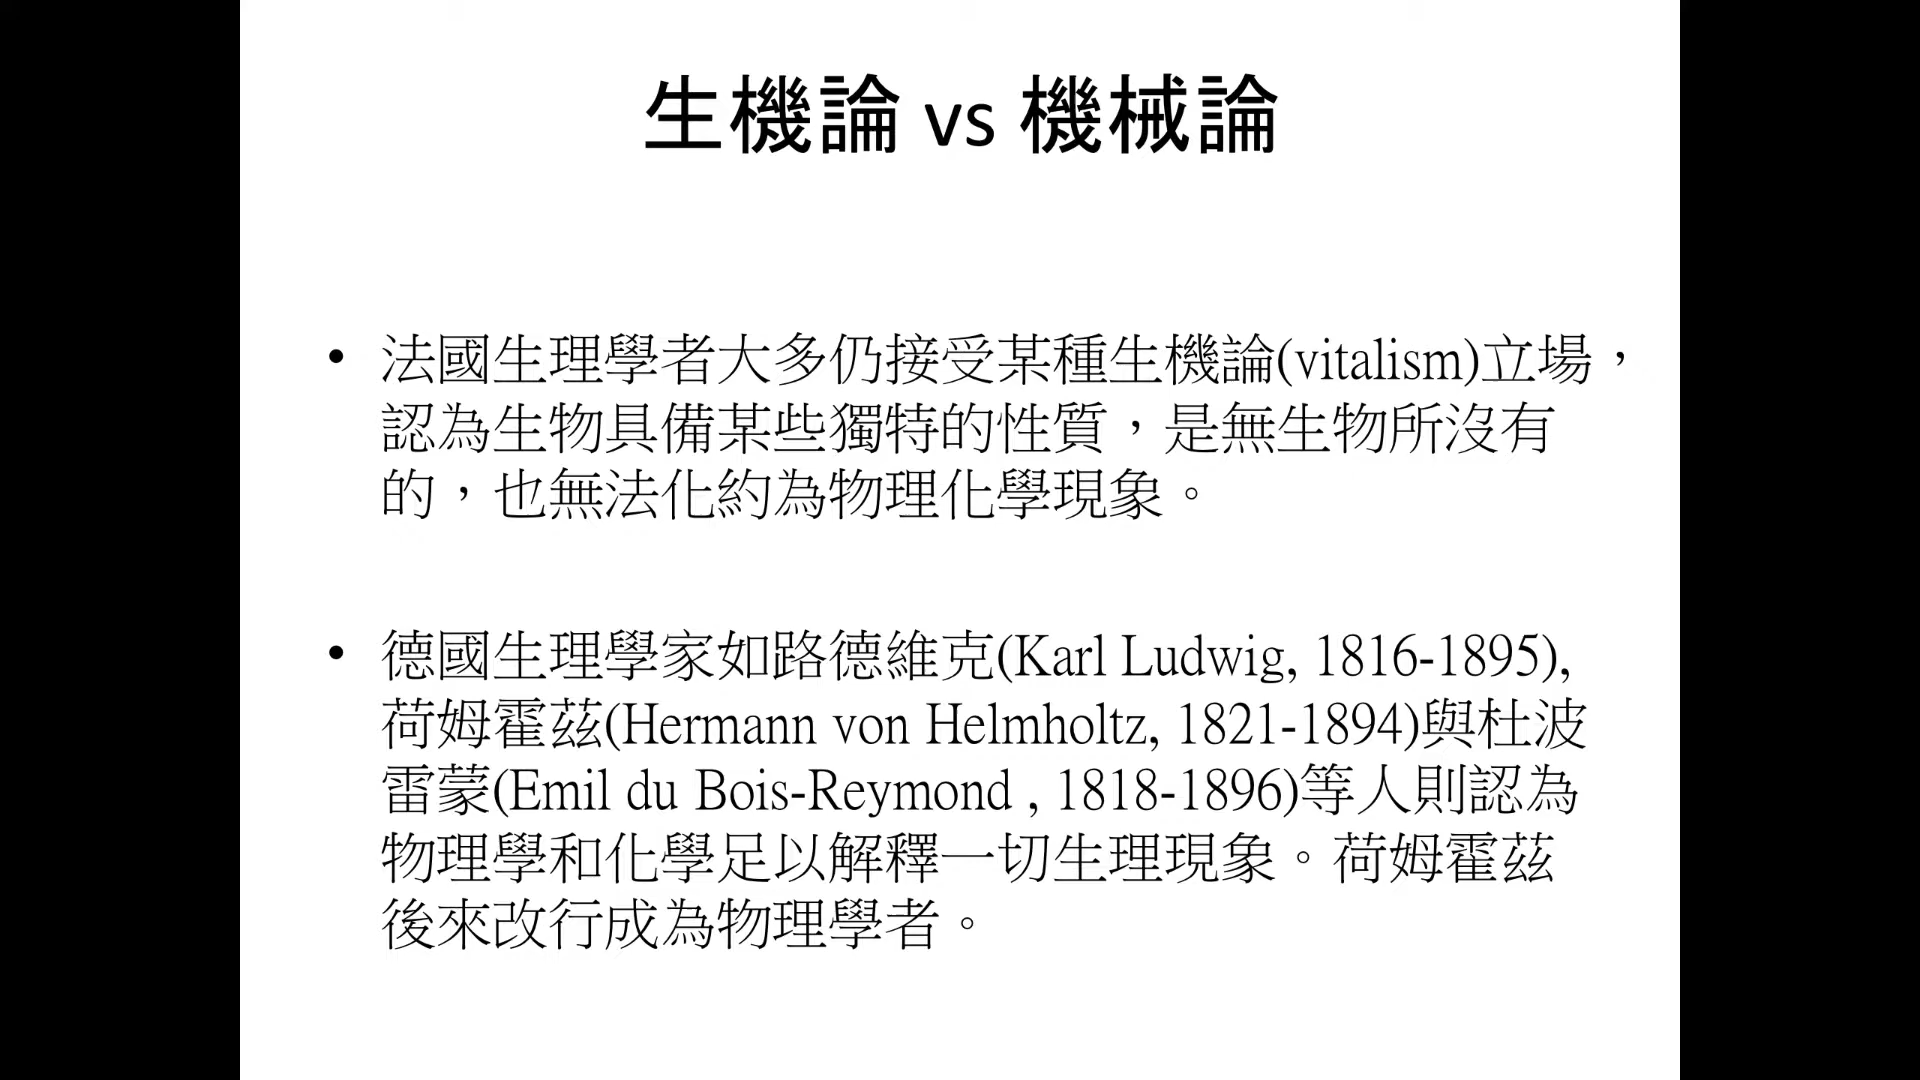 生機論 vs 機械論
• 法國生理學者大多仍接受某種生機論(vitalism)立場，
認為生物具備某些獨特的性質，是無生物所沒有
的，也無法化約為物理化學現象。
• 德國生理學家如路德維克(Karl Ludwig, 1816-1895),
荷姆霍茲(Hermann von Helmholtz, 1821-1894)與杜波
雷蒙(Emil du Bois-Reymond , 1818-1896)等人則認為
物理學和化學足以解釋一切生理現象。荷姆霍茲
後來改行成為物理學者。